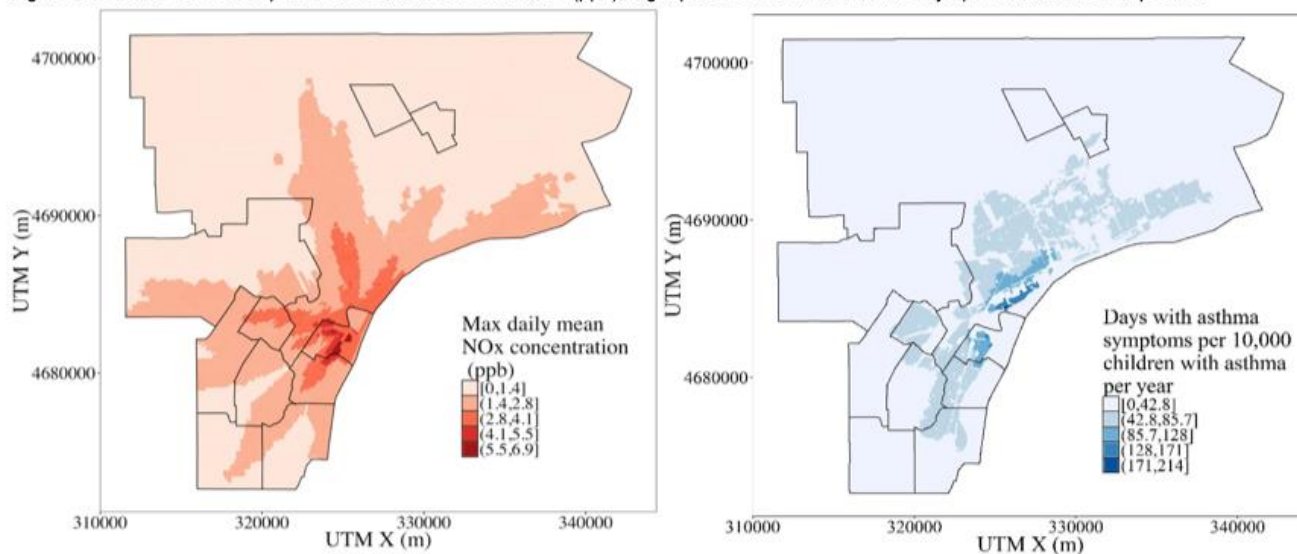 4700000
4690000
4680000
UTM Y (m)
310000 320000 330000 340000
UTM X (m)
Max daily mean
NOx concentration
(ppb)
[0,1.4]
(1.4,2.8]
(2.8,4.1]
(4.1,5.5]
(5.5,6.9]
4700000
4690000
4680000
UTM Y (m)
310000 320000 330000 340000
UTM X (m)
Days with asthma
symptoms per 10,000
children with asthma
per year
[0,42.8]
(42.8,85.7]
(85.7,128]
(128,171]
(171,214]